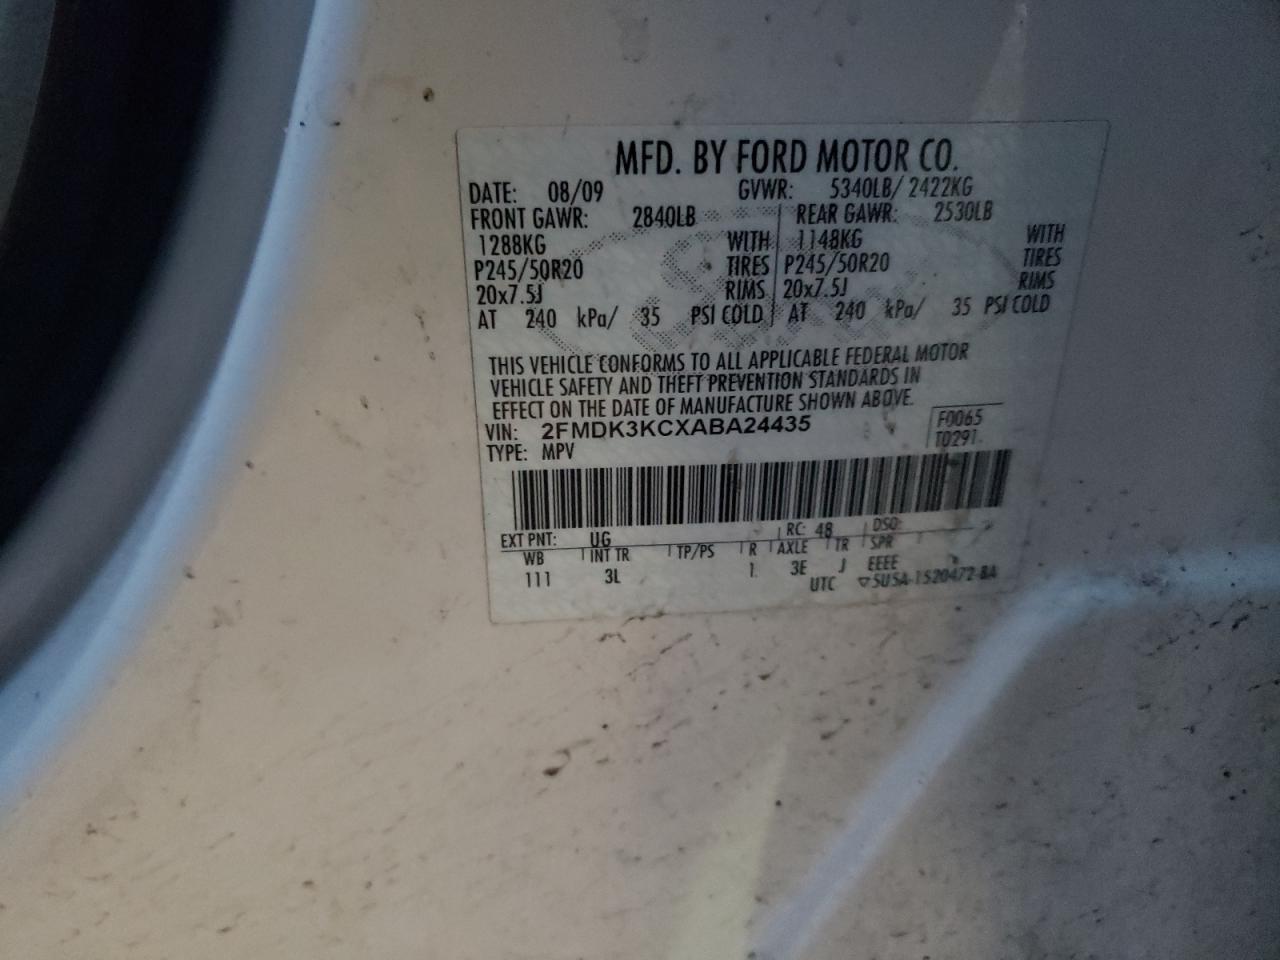 MFD. BY FORD MOTOR CO.
DATE: 08/09 GVWR: 5340LB/ 2422KG
FRONT GAWR: 2840LB REAR GAWR: 2530LB
1288KG WITH 1148KG WITH
P245/50R20 TIRES P245/50R20 TIRES
20x7.5J RIMS 20x7.5J RIMS
AT 240 kPa/ 35 PSI COLD AT 240 kPa/ 35 PSI COLD
THIS VEHICLE CONFORMS TO ALL APPLICABLE FEDERAL MOTOR
VEHICLE SAFETY AND THEFT PREVENTION STANDARDS IN
EFFECT ON THE DATE OF MANUFACTURE SHOWN ABOVE.
VIN: 2FMDK3KCXABA24435 F0065
TYPE: MPV T0291
EXT PNT: UG RC: 48 DSO:
WB INT TR TP/PS R AXLE TR SPR
111 3L 1 3E J EEEE
UTC ▽5U5A-1520472-BA